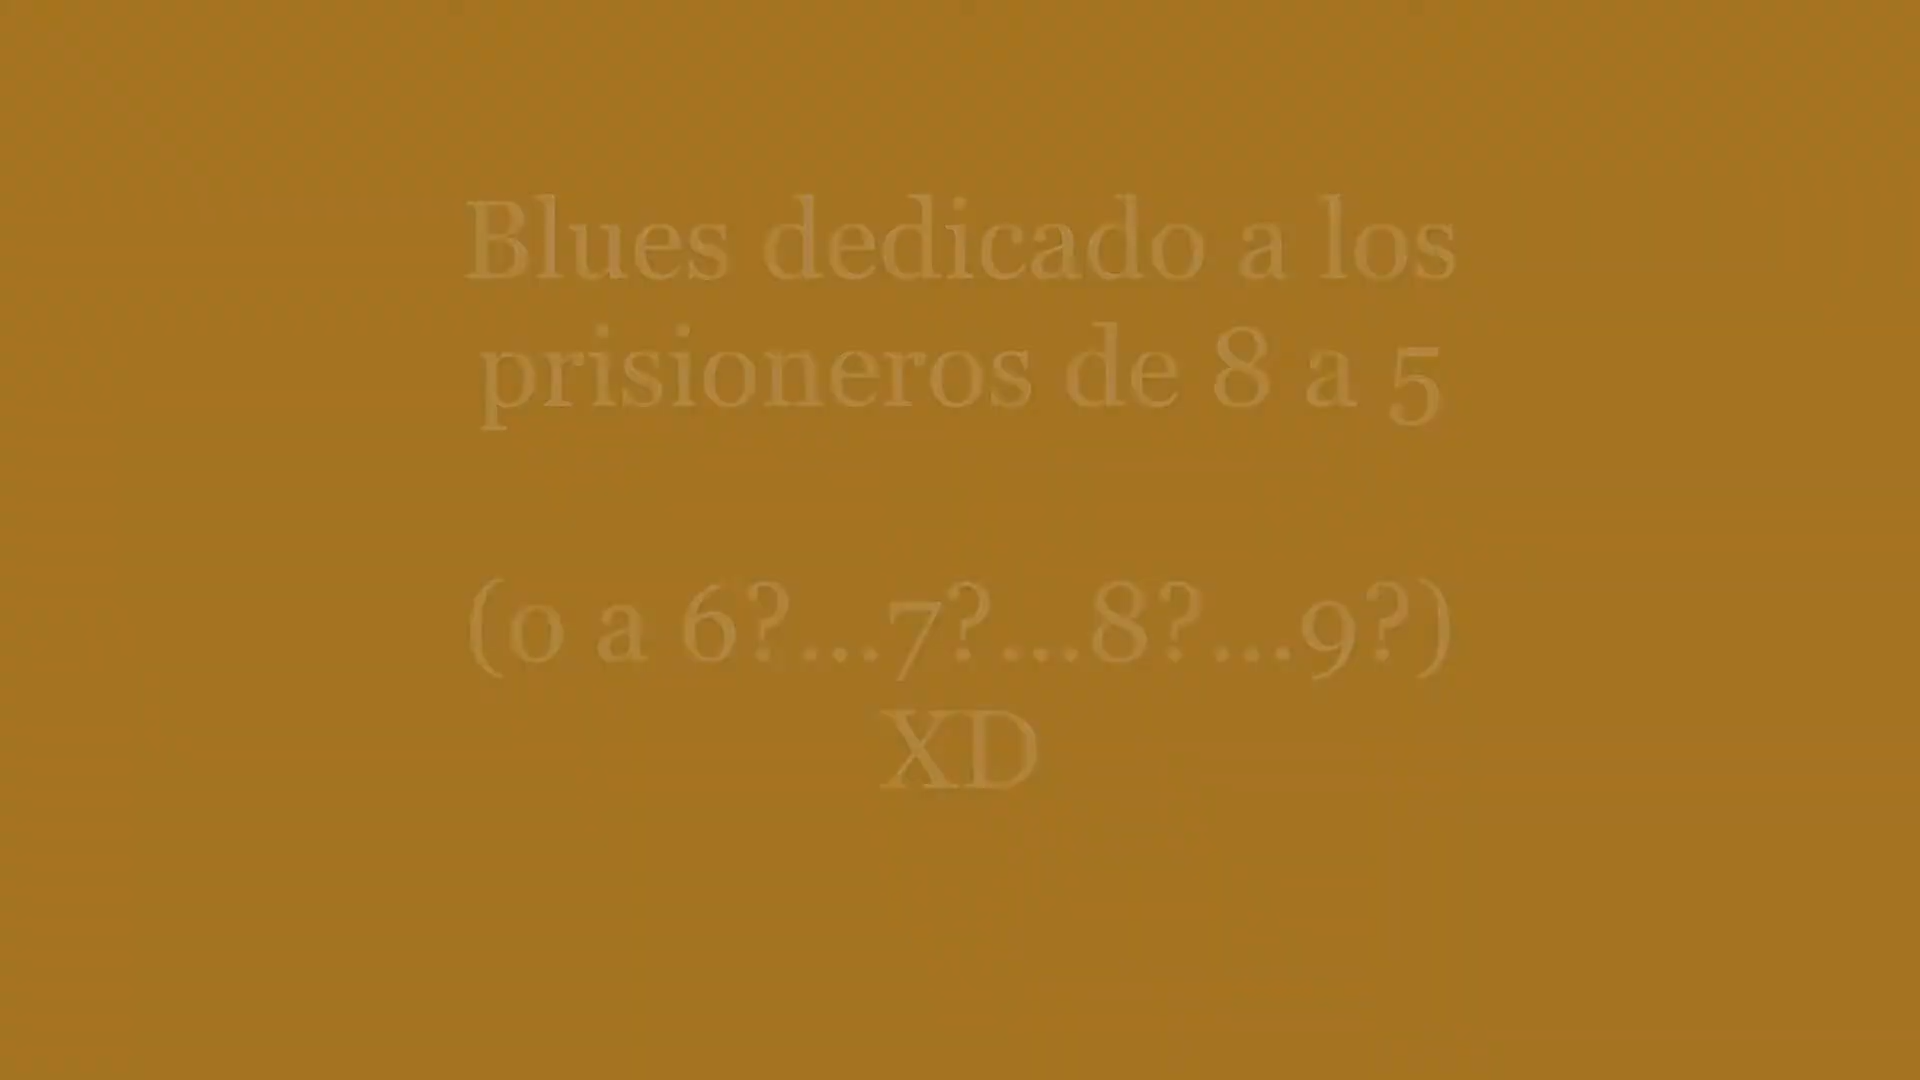 Blues dedicado a los
prisioneros de 8 a 5
(o a 6?...7?...8?...9?)
XD